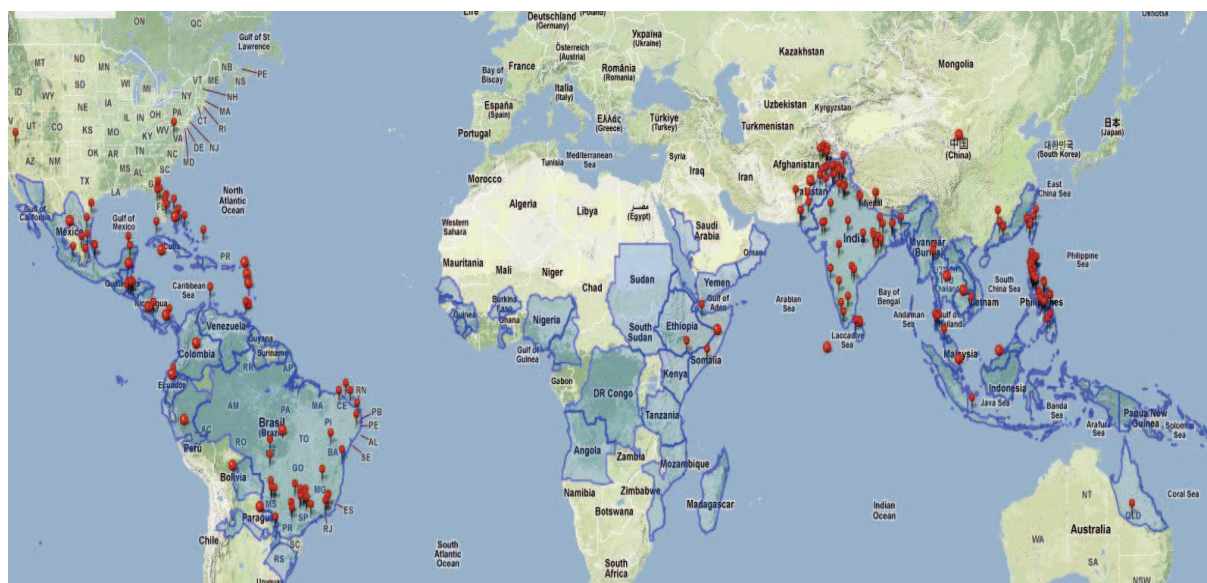 ON
QC
Gulf of St
Lawrence
NB
PE
MT
ND
MN
VT
ME
NS
ID
SD
WI
MI
NY
NH
WY
NE
IA
MA
IL
IN
OH
PA
CT
RI
UT
CO
KS
MO
KY
WV
VA
NJ
DE
MD
AZ
NM
OK
AR
TN
NC
MS
AL
SC
TX
LA
Gulf of
California
Gulf of
Mexico
México
North
Atlantic
Ocean
Cuba
PR
Caribbean
Sea
Nicaragua
Venezuela
Guyana
Suriname
Colombia
Ecuador
RR
AP
AM
PA
MA
CE
RN
PB
PE
AL
SE
PI
TO
BA
AC
RO
Brasil
Perú
Bolivia
GO
MG
MS
ES
SP
RJ
PR
SC
RS
Chile
South
Atlantic
Ocean
Deutschland
(Germany)
Україна
(Ukraine)
Österreich
(Austria)
France
Bay of
Biscay
România
(Romania)
Italia
(Italy)
España
(Spain)
Portugal
Ελλάς
(Greece)
Türkiye
(Turkey)
Mediterranean
Sea
Tunisia
Syria
Iraq
Iran
Morocco
Algeria
Libya
مصر
(Egypt)
Western
Sahara
Mauritania
Mali
Niger
Chad
Sudan
Saudi
Arabia
Oman
Yemen
Gulf of
Aden
Burkina
Faso
Guinea
Ghana
Nigeria
Gulf of
Guinea
South
Sudan
Ethiopia
Somalia
Kenya
Gabon
DR Congo
Tanzania
Angola
Zambia
Mozambique
Namibia
Zimbabwe
Botswana
Madagascar
South
Africa
Kazakhstan
Uzbekistan
Kyrgyzstan
Turkmenistan
Afghanistan
Pakistan
Nepal
India
Arabian
Sea
Bay of
Bengal
Laccadive
Sea
Andaman
Sea
Indian
Ocean
Mongolia
中国
(China)
日本
(Japan)
대한민국
(South Korea)
East
China Sea
Myanmar
(Burma)
Vietnam
Gulf of
Thailand
South
China Sea
Philippine
Sea
Philippines
Malaysia
Indonesia
Java Sea
Banda
Sea
Arafura
Sea
Papua New
Guinea
Solomon
Sea
Coral Sea
NT
QLD
Australia
WA
SA
NSW